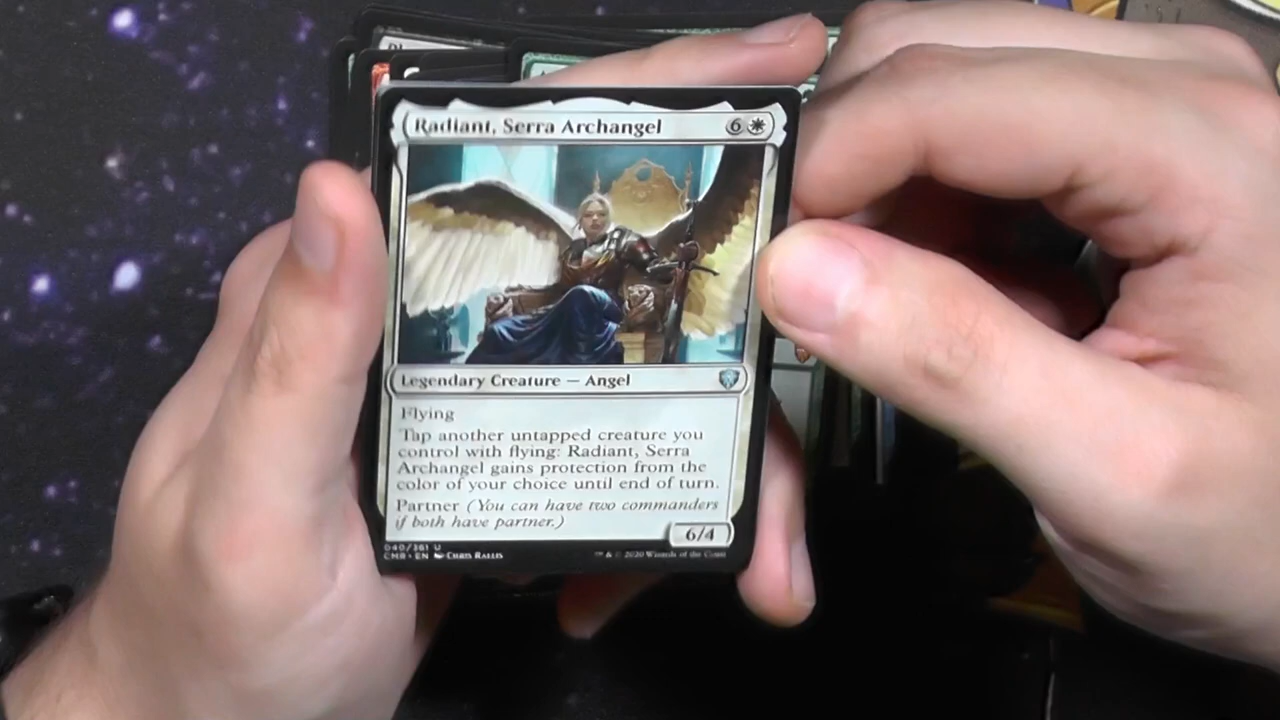 Radiant, Serra Archangel 6
Legendary Creature — Angel
Flying
Tap another untapped creature you
control with flying: Radiant, Serra
Archangel gains protection from the
color of your choice until end of turn.
Partner (You can have two commanders
if both have partner.)
6/4
040/361 U
CMR • EN Chris Rallis
™ & © 2020 Wizards of the Coast